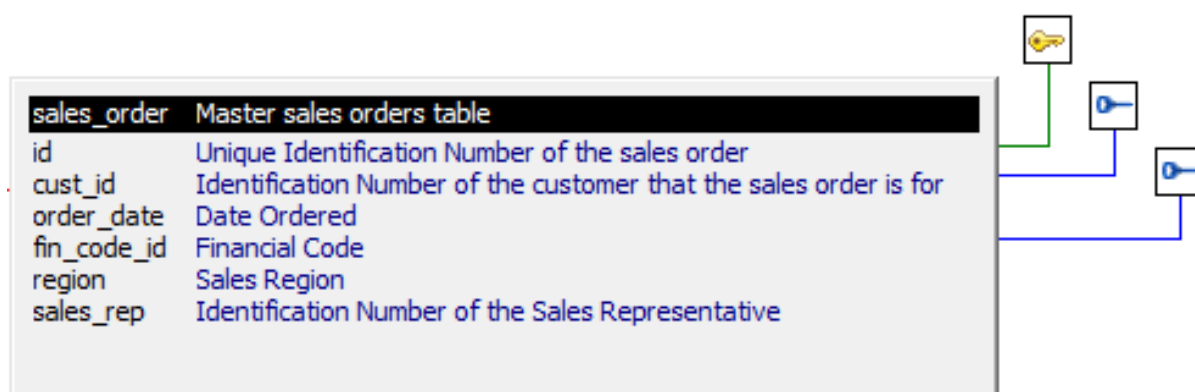 sales_order Master sales orders table
id Unique Identification Number of the sales order
cust_id Identification Number of the customer that the sales order is for
order_date Date Ordered
fin_code_id Financial Code
region Sales Region
sales_rep Identification Number of the Sales Representative